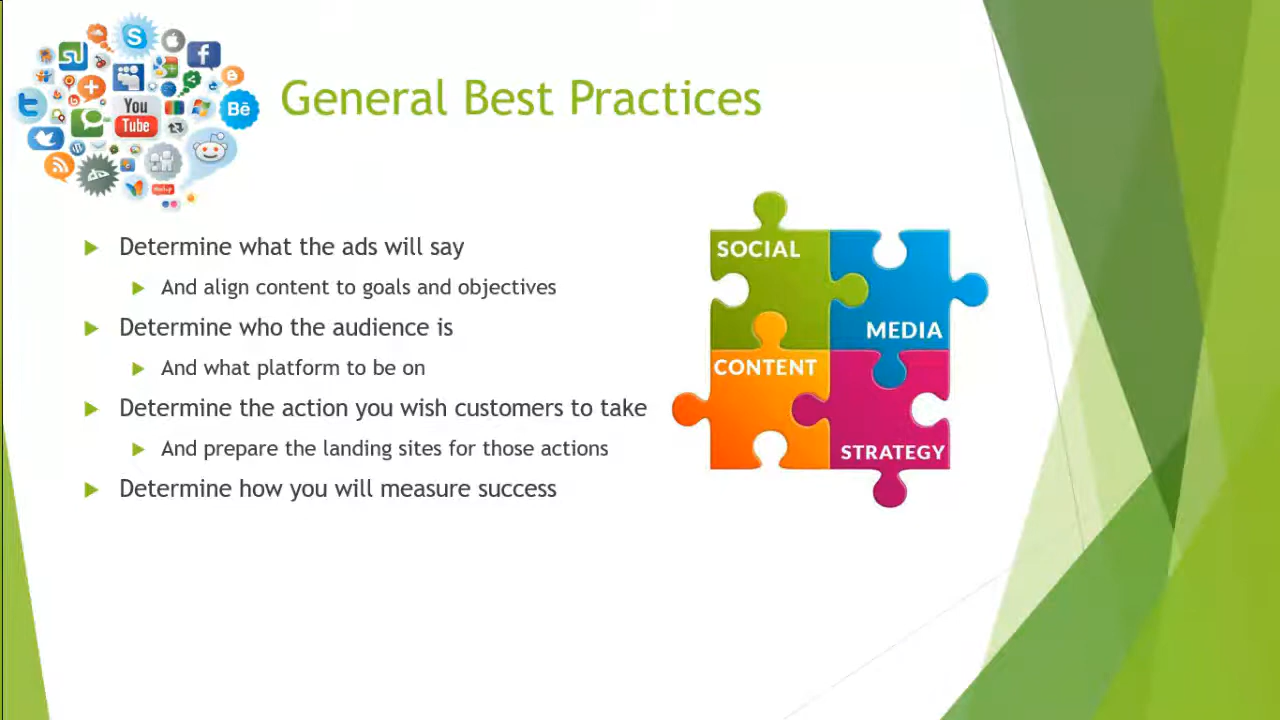 General Best Practices
You
Tube
Bē
Determine what the ads will say
And align content to goals and objectives
Determine who the audience is
And what platform to be on
Determine the action you wish customers to take
And prepare the landing sites for those actions
Determine how you will measure success
SOCIAL
MEDIA
CONTENT
STRATEGY